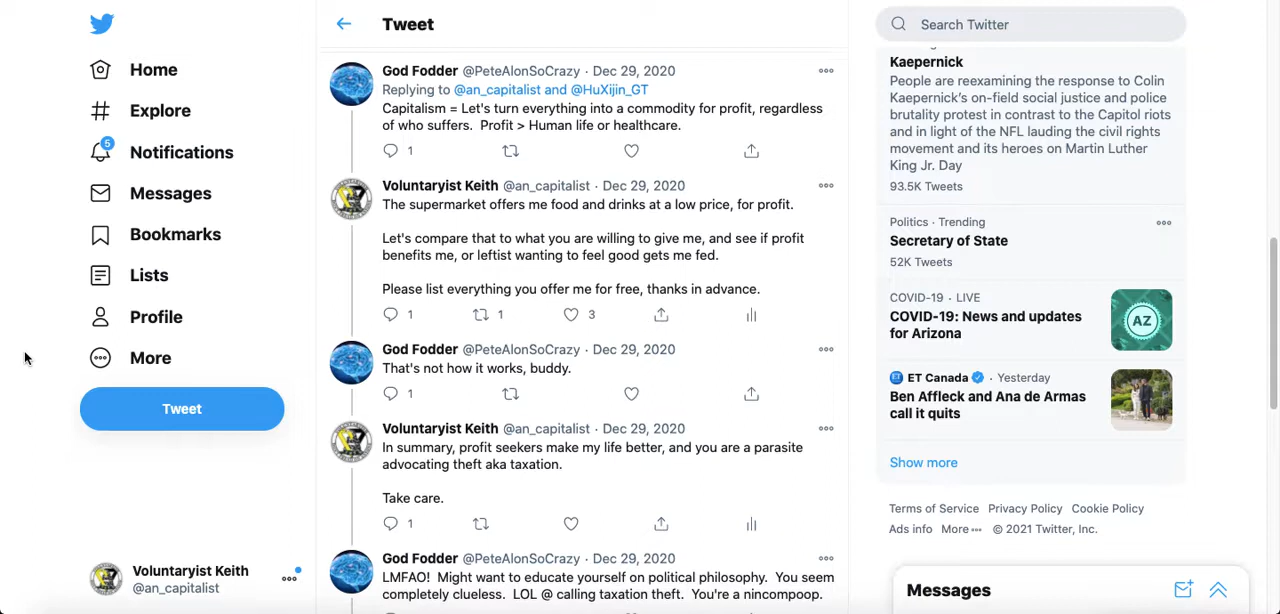 Home
Explore
5
Notifications
Messages
Bookmarks
Lists
Profile
More
Tweet
Voluntaryist Keith
@an_capitalist
Tweet
God Fodder @PeteAlonSoCrazy · Dec 29, 2020
Replying to @an_capitalist and @HuXijin_GT
Capitalism = Let's turn everything into a commodity for profit, regardless
of who suffers. Profit > Human life or healthcare.
1
Voluntaryist Keith @an_capitalist · Dec 29, 2020
The supermarket offers me food and drinks at a low price, for profit.
Let's compare that to what you are willing to give me, and see if profit
benefits me, or leftist wanting to feel good gets me fed.
Please list everything you offer me for free, thanks in advance.
1 1 3
God Fodder @PeteAlonSoCrazy · Dec 29, 2020
That's not how it works, buddy.
1
Voluntaryist Keith @an_capitalist · Dec 29, 2020
In summary, profit seekers make my life better, and you are a parasite
advocating theft aka taxation.
Take care.
1
God Fodder @PeteAlonSoCrazy · Dec 29, 2020
LMFAO! Might want to educate yourself on political philosophy. You seem
completely clueless. LOL @ calling taxation theft. You're a nincompoop.
Search Twitter
Kaepernick
People are reexamining the response to Colin
Kaepernick's on-field social justice and police
brutality protest in contrast to the Capitol riots
and in light of the NFL lauding the civil rights
movement and its heroes on Martin Luther
King Jr. Day
93.5K Tweets
Politics · Trending
Secretary of State
52K Tweets
COVID-19 · LIVE
COVID-19: News and updates
for Arizona
AZ
ET Canada · Yesterday
Ben Affleck and Ana de Armas
call it quits
Show more
Terms of Service Privacy Policy Cookie Policy
Ads info More ··· © 2021 Twitter, Inc.
Messages